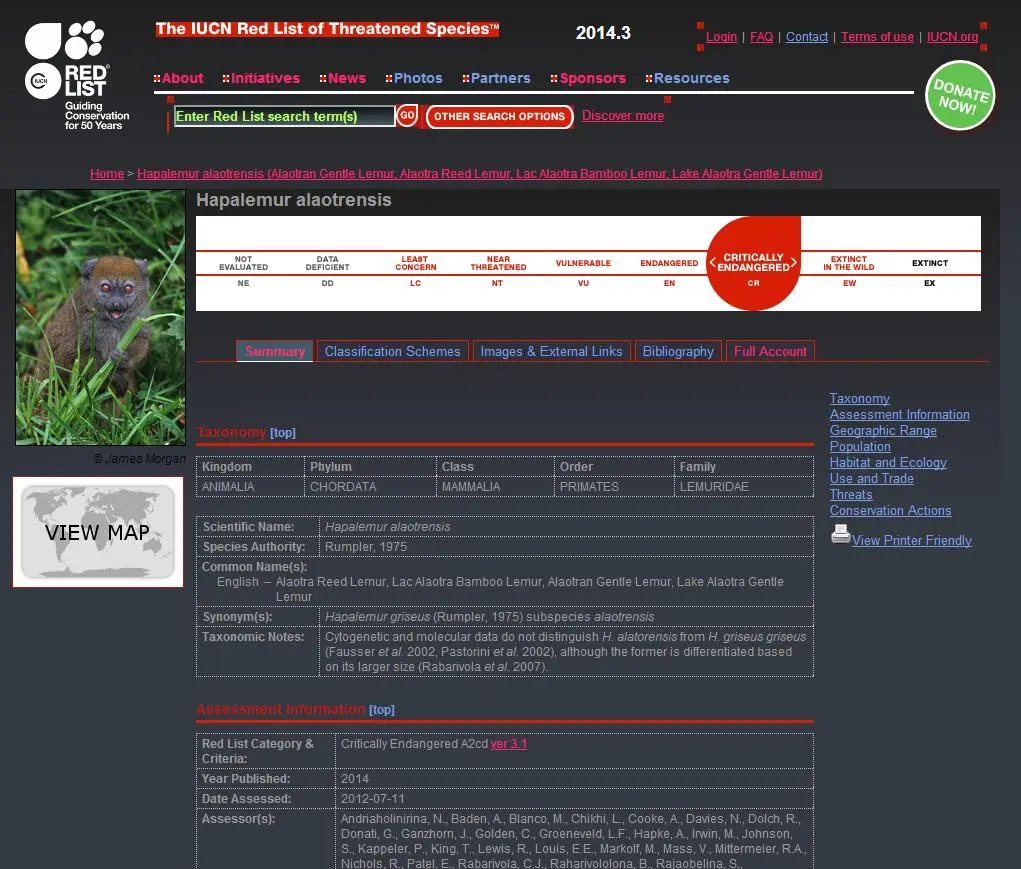 The IUCN Red List of Threatened Species™
2014.3
Login | FAQ | Contact | Terms of use | IUCN.org
IUCN
RED
LIST
Guiding
Conservation
for 50 Years
About Initiatives News Photos Partners Sponsors Resources
DONATE
NOW!
Enter Red List search term(s) GO OTHER SEARCH OPTIONS Discover more
Home > Hapalemur alaotrensis (Alaotran Gentle Lemur, Alaotra Reed Lemur, Lac Alaotra Bamboo Lemur, Lake Alaotra Gentle Lemur)
Hapalemur alaotrensis
NOT EVALUATED DATA DEFICIENT LEAST CONCERN NEAR THREATENED VULNERABLE ENDANGERED < CRITICALLY ENDANGERED > EXTINCT IN THE WILD EXTINCT
NE DD LC NT VU EN CR EW EX
Summary Classification Schemes Images & External Links Bibliography Full Account
© James Morgan
VIEW MAP
Taxonomy [top]
Kingdom Phylum Class Order Family
ANIMALIA CHORDATA MAMMALIA PRIMATES LEMURIDAE
Scientific Name: Hapalemur alaotrensis
Species Authority: Rumpler, 1975
Common Name(s):
English – Alaotra Reed Lemur, Lac Alaotra Bamboo Lemur, Alaotran Gentle Lemur, Lake Alaotra Gentle
Lemur
Synonym(s): Hapalemur griseus (Rumpler, 1975) subspecies alaotrensis
Taxonomic Notes: Cytogenetic and molecular data do not distinguish H. alatorensis from H. griseus griseus
(Fausser et al. 2002, Pastorini et al. 2002), although the former is differentiated based
on its larger size (Rabarivola et al. 2007).
Assessment Information [top]
Red List Category & Critically Endangered A2cd ver 3.1
Criteria:
Year Published: 2014
Date Assessed: 2012-07-11
Assessor(s): Andriaholinirina, N., Baden, A., Blanco, M., Chikhi, L., Cooke, A., Davies, N., Dolch, R.,
Donati, G., Ganzhorn, J., Golden, C., Groeneveld, L.F., Hapke, A., Irwin, M., Johnson,
S., Kappeler, P., King, T., Lewis, R., Louis, E.E., Markolf, M., Mass, V., Mittermeier, R.A.,
Nichols, R., Patel, E., Rabarivola, C.J., Raharivololona, B., Rajaobelina, S.,
Taxonomy
Assessment Information
Geographic Range
Population
Habitat and Ecology
Use and Trade
Threats
Conservation Actions
View Printer Friendly